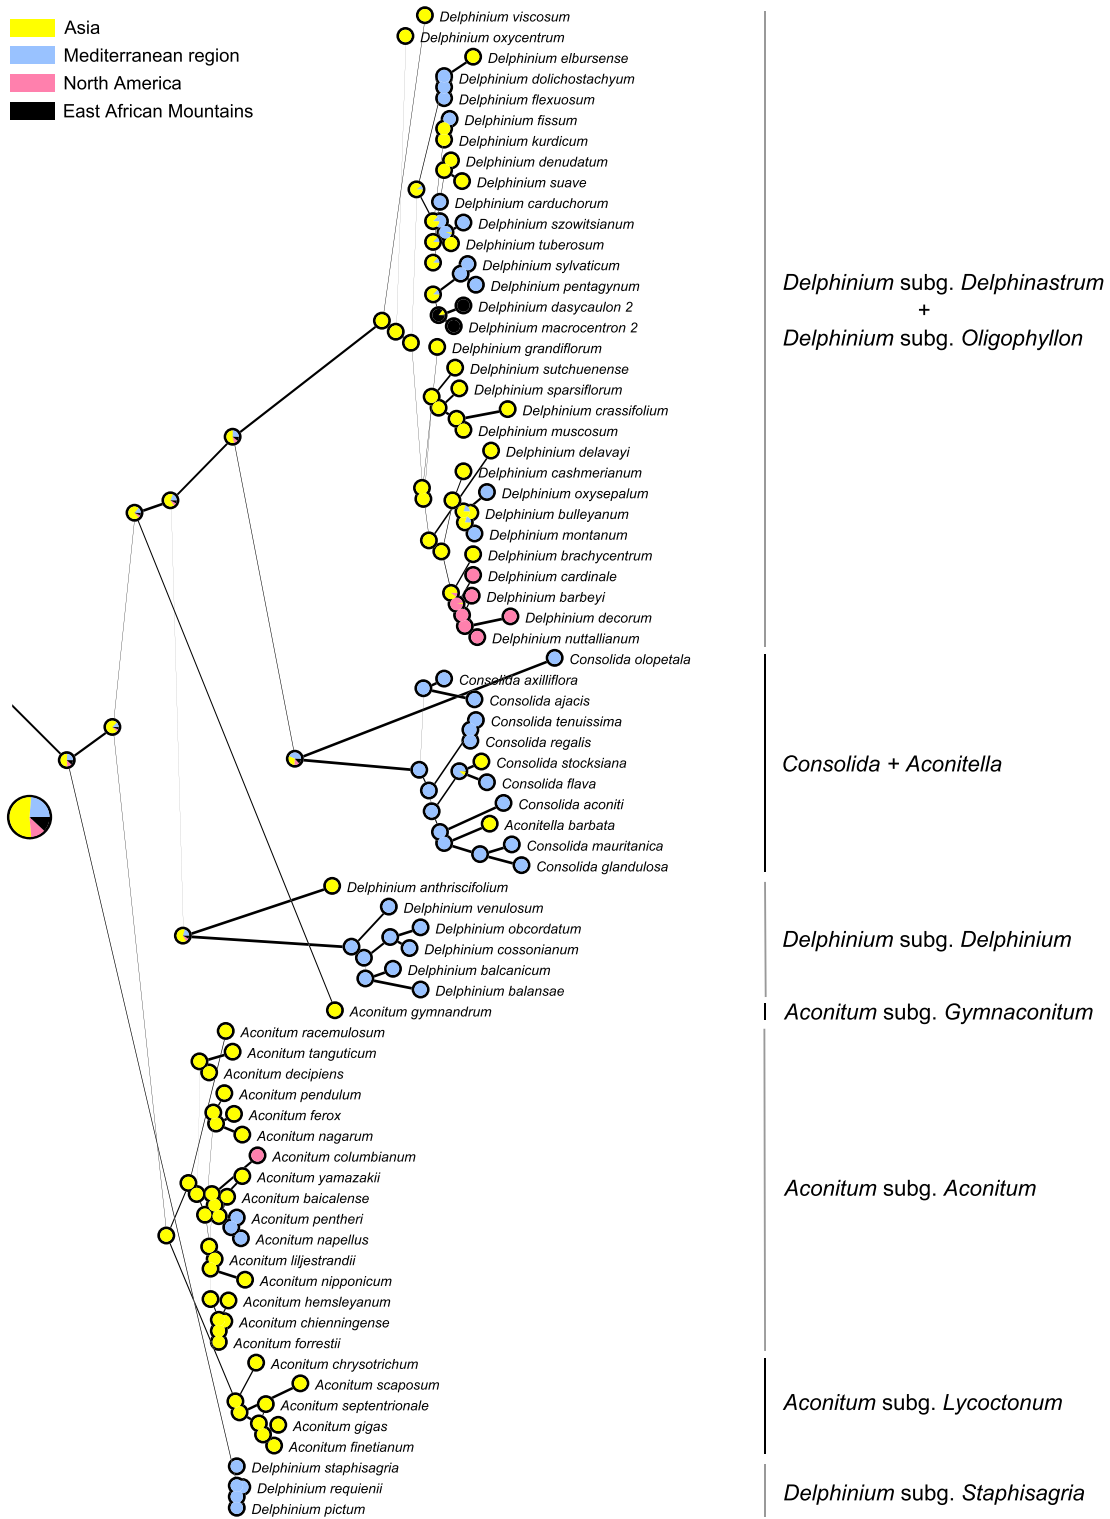 Asia
Mediterranean region
North America
East African Mountains
Delphinium viscosum
Delphinium oxycentrum
Delphinium elbursense
Delphinium dolichostachyum
Delphinium flexuosum
Delphinium fissum
Delphinium kurdicum
Delphinium denudatum
Delphinium suave
Delphinium carduchorum
Delphinium szowitsianum
Delphinium tuberosum
Delphinium sylvaticum
Delphinium pentagynum
Delphinium dasycaulon 2
Delphinium macrocentron 2
Delphinium grandiflorum
Delphinium sutchuenense
Delphinium sparsiflorum
Delphinium crassifolium
Delphinium muscosum
Delphinium delavayi
Delphinium cashmerianum
Delphinium oxysepalum
Delphinium bulleyanum
Delphinium montanum
Delphinium brachycentrum
Delphinium cardinale
Delphinium barbeyi
Delphinium decorum
Delphinium nuttallianum
Delphinium subg. Delphinastrum
+
Delphinium subg. Oligophyllon
Consolida olopetala
Consolida axilliflora
Consolida ajacis
Consolida tenuissima
Consolida regalis
Consolida stocksiana
Consolida flava
Consolida aconiti
Aconitella barbata
Consolida mauritanica
Consolida glandulosa
Consolida + Aconitella
Delphinium anthriscifolium
Delphinium venulosum
Delphinium obcordatum
Delphinium cossonianum
Delphinium balcanicum
Delphinium balansae
Delphinium subg. Delphinium
Aconitum gymnandrum
Aconitum subg. Gymnaconitum
Aconitum racemulosum
Aconitum tanguticum
Aconitum decipiens
Aconitum pendulum
Aconitum ferox
Aconitum nagarum
Aconitum columbianum
Aconitum yamazakii
Aconitum baicalense
Aconitum pentheri
Aconitum napellus
Aconitum liljestrandii
Aconitum nipponicum
Aconitum hemsleyanum
Aconitum chienningense
Aconitum forrestii
Aconitum subg. Aconitum
Aconitum chrysotrichum
Aconitum scaposum
Aconitum septentrionale
Aconitum gigas
Aconitum finetianum
Aconitum subg. Lycoctonum
Delphinium staphisagria
Delphinium requienii
Delphinium pictum
Delphinium subg. Staphisagria